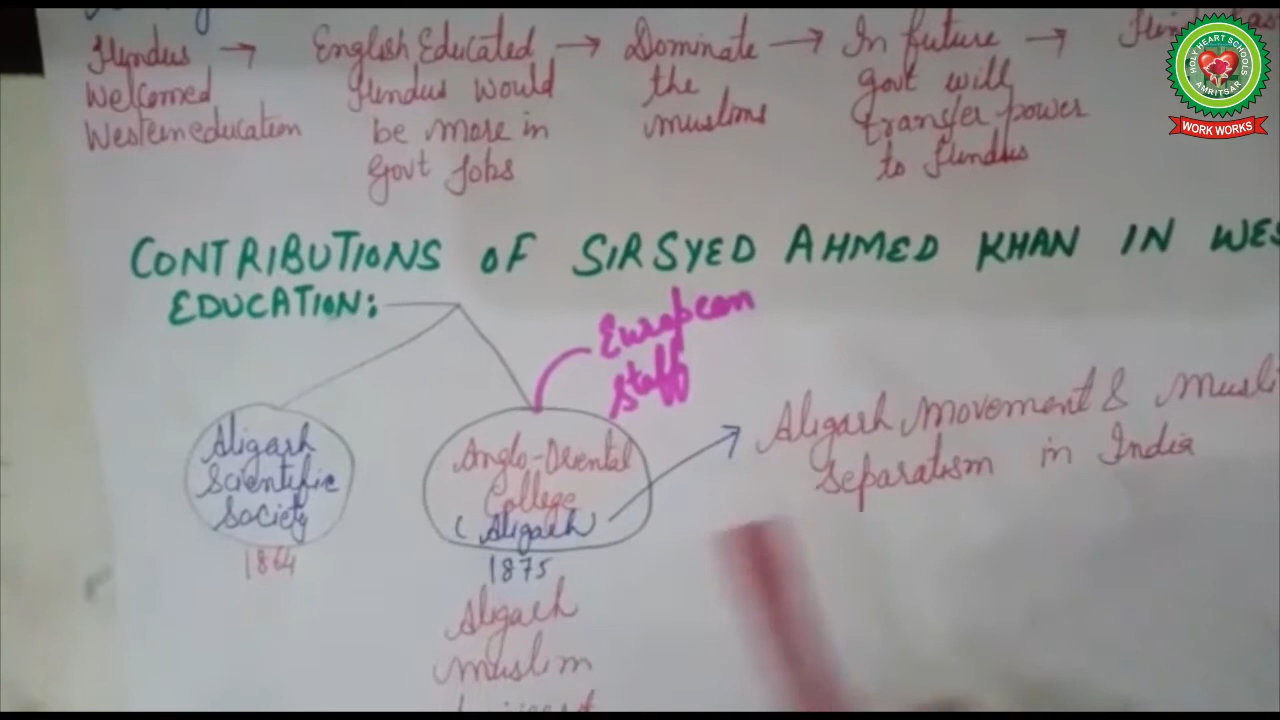 Hindus → English Educated → Dominate → In future →
Welcomed Hindus would the govt will
Western education be more in muslims transfer power
Govt Jobs to Hindus
CONTRIBUTIONS OF SIR SYED AHMED KHAN IN WES
EDUCATION:
European
Staff
Aligarh
Scientific
Society
1864
Anglo-Oriental
College
(Aligarh)
1875
Aligarh
Muslim
Aligarh Movement & Musli
Separatism in India
HOLY HEART SCHOOLS
AMRITSAR
WORK WORKS